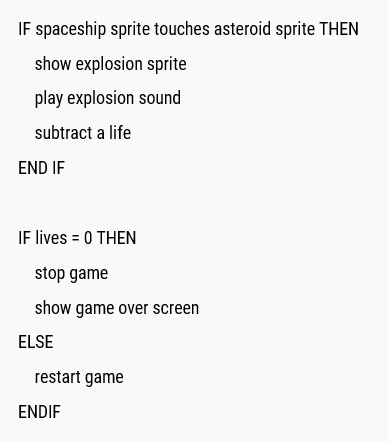 IF spaceship sprite touches asteroid sprite THEN
show explosion sprite
play explosion sound
subtract a life
END IF
IF lives = 0 THEN
stop game
show game over screen
ELSE
restart game
ENDIF